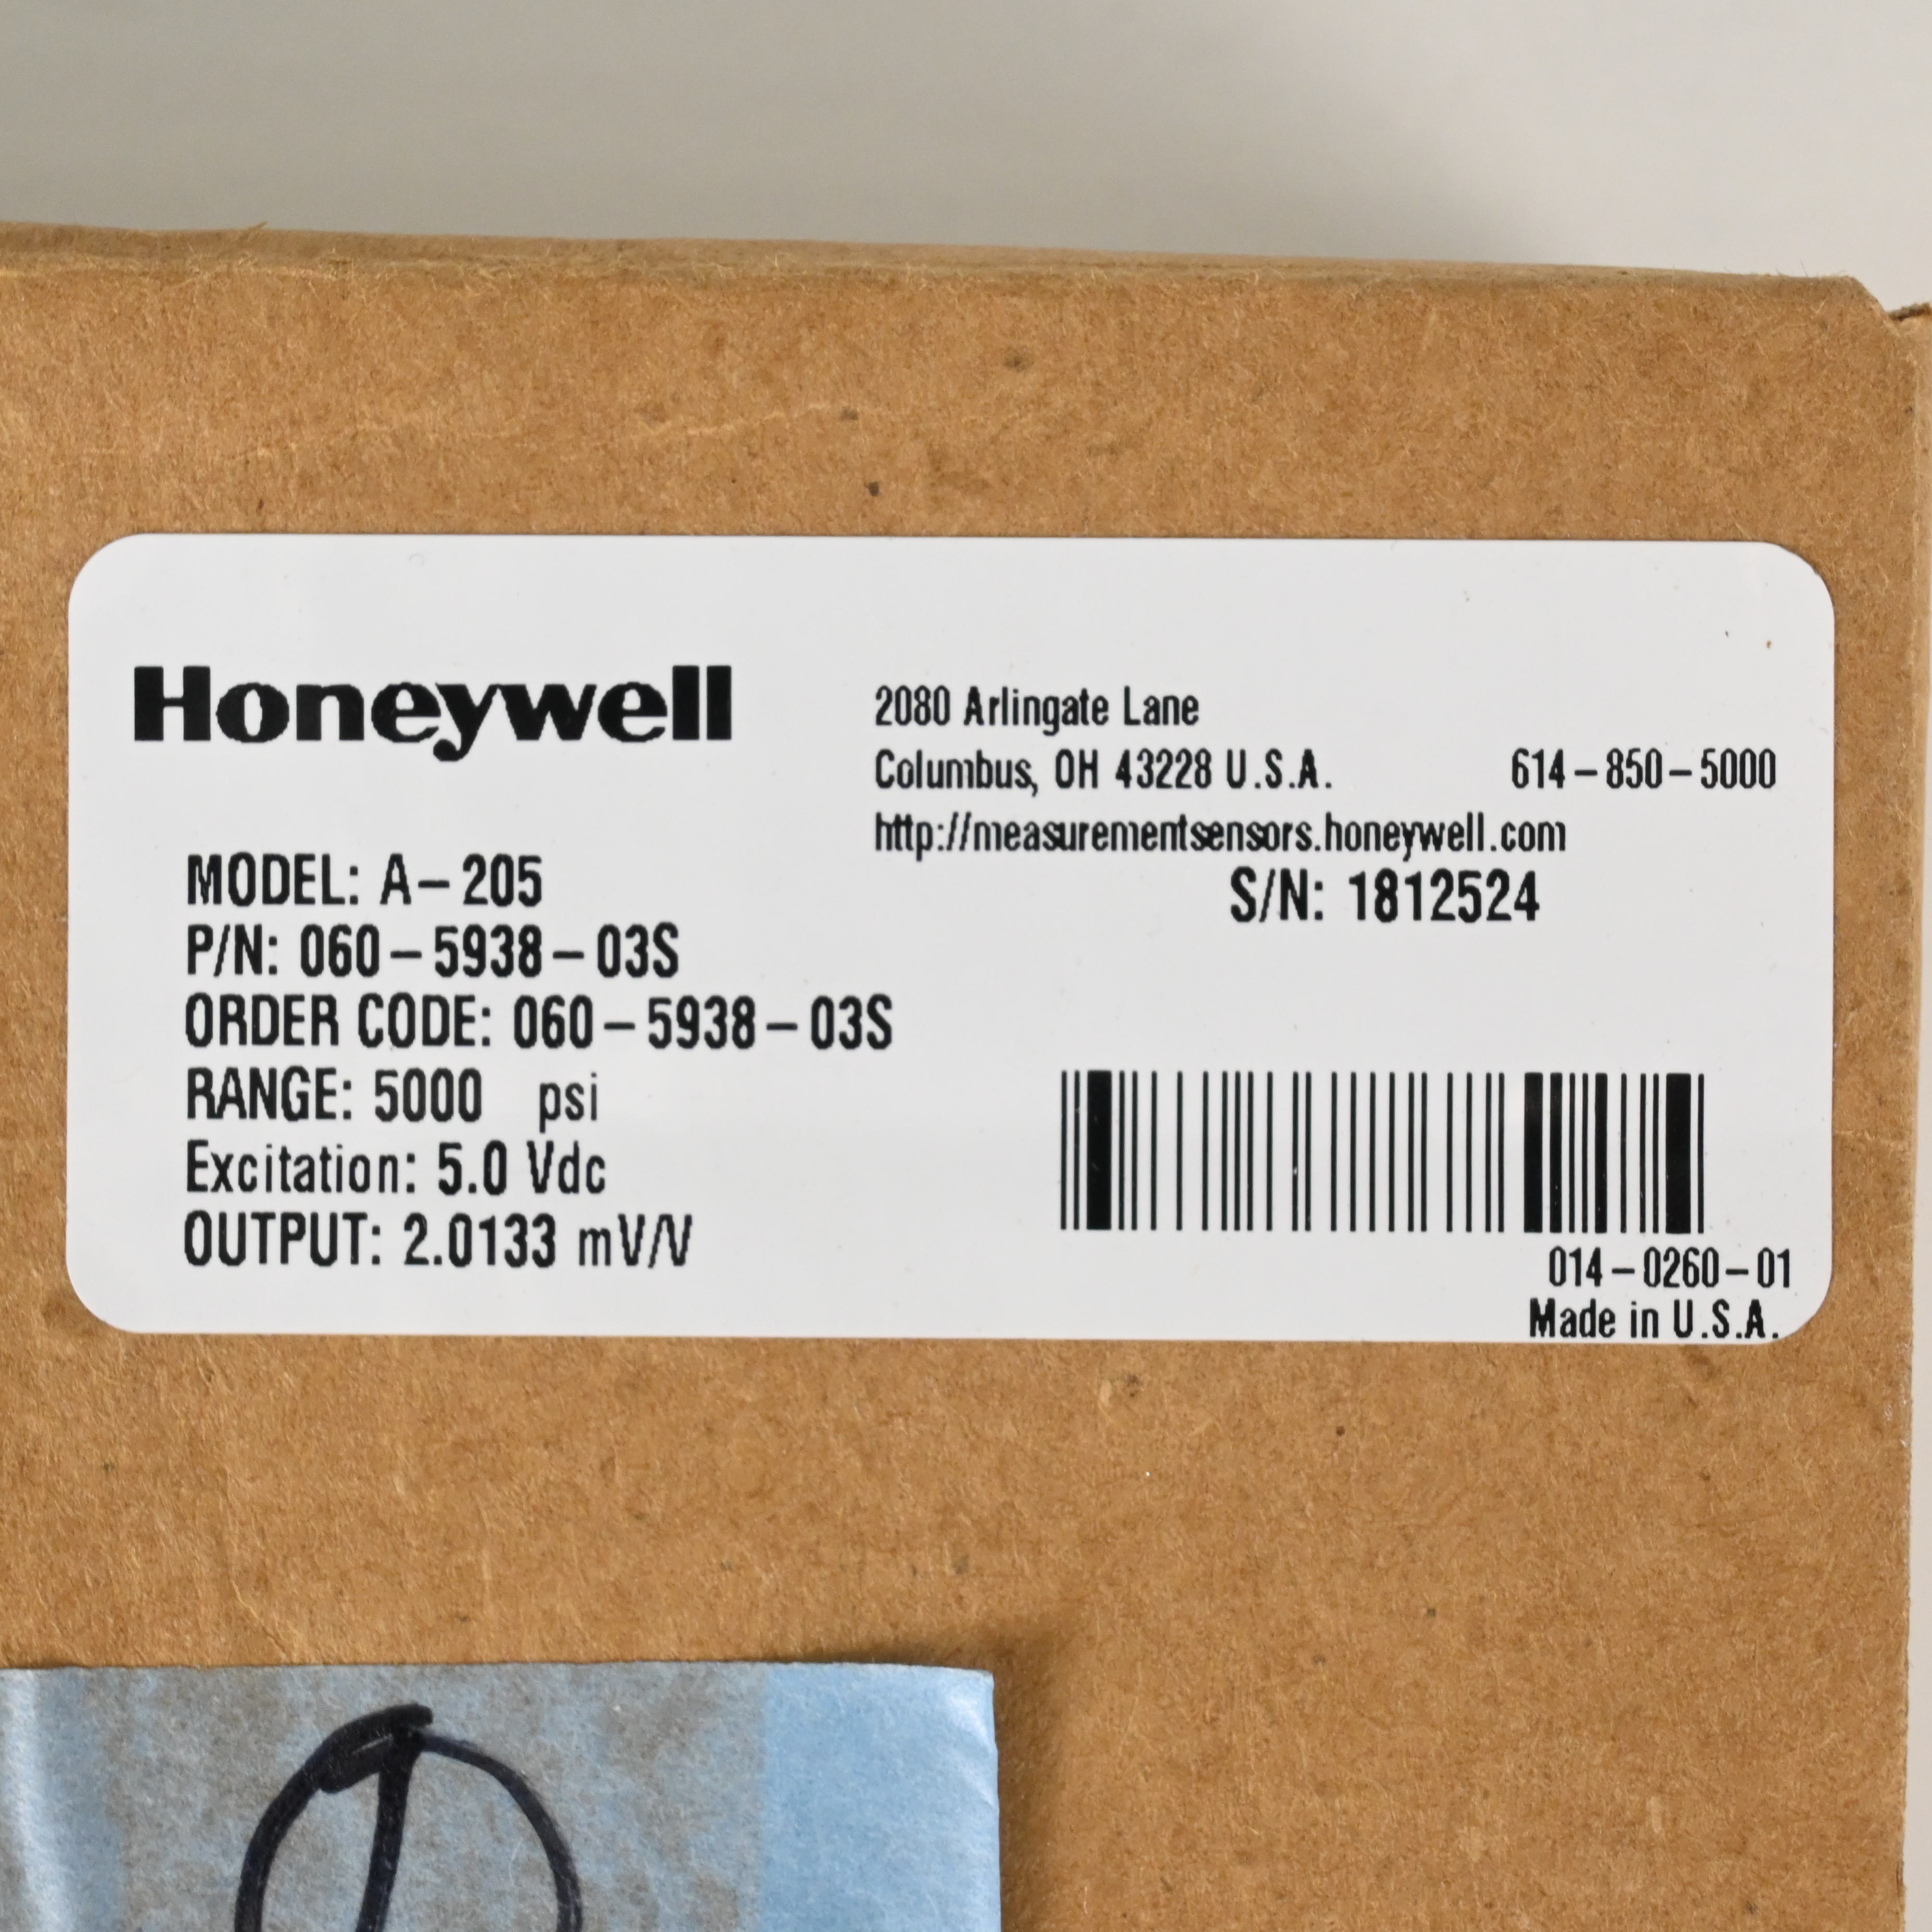 Honeywell
2080 Arlingate Lane
Columbus, OH 43228 U.S.A. 614-850-5000
http://measurementsensors.honeywell.com
MODEL: A-205
S/N: 1812524
P/N: 060-5938-03S
ORDER CODE: 060-5938-03S
RANGE: 5000 psi
Excitation: 5.0 Vdc
OUTPUT: 2.0133 mV/V
014-0260-01
Made in U.S.A.